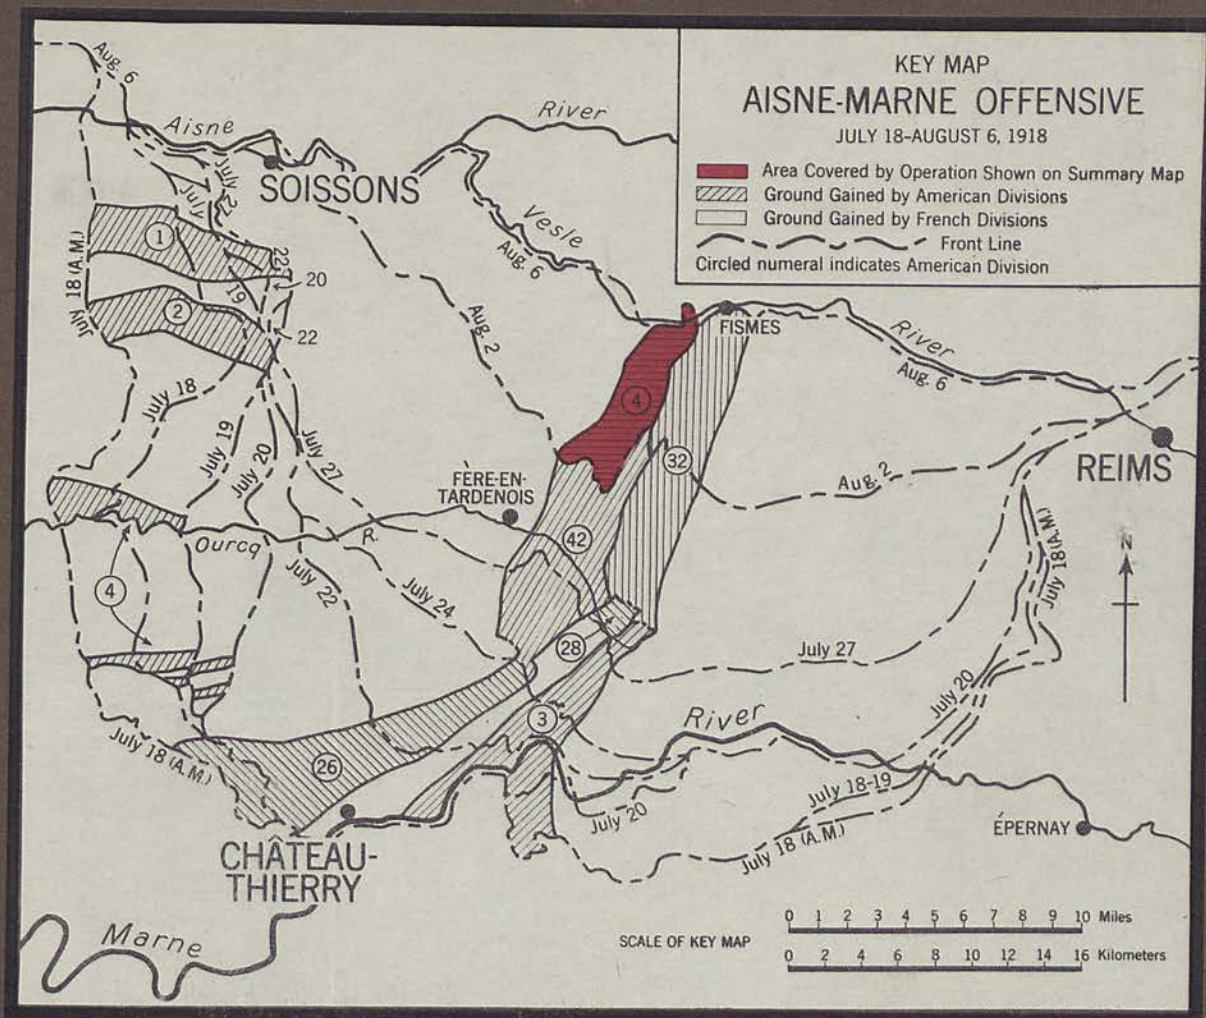 KEY MAP
AISNE-MARNE OFFENSIVE
JULY 18-AUGUST 6, 1918
Area Covered by Operation Shown on Summary Map
Ground Gained by American Divisions
Ground Gained by French Divisions
Front Line
Circled numeral indicates American Division
Aug. 6
Aisne
River
SOISSONS
July 27
July
19
Vesle
Aug. 6
1
22
20
July 18 (A.M.)
2
22
Aug. 2
FISMES
River
Aug. 6
July 18
4
July 19
July 20
July 27
32
REIMS
FÈRE-EN-
TARDENOIS
Aug. 2
Ourcq
R.
42
July 18 (A.M.)
N
4
July 22
July 24
28
July 27
July 20
3
River
July 18 (A.M.)
26
July 18-19
July 20
July 18 (A.M.)
ÉPERNAY
CHÂTEAU-
THIERRY
Marne
0 1 2 3 4 5 6 7 8 9 10 Miles
SCALE OF KEY MAP
0 2 4 6 8 10 12 14 16 Kilometers